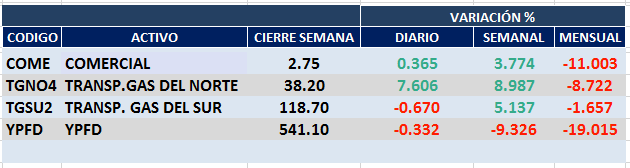 VARIACIÓN %
CODIGO ACTIVO CIERRE SEMANA DIARIO SEMANAL MENSUAL
COME COMERCIAL 2.75 0.365 3.774 -11.003
TGNO4 TRANSP.GAS DEL NORTE 38.20 7.606 8.987 -8.722
TGSU2 TRANSP. GAS DEL SUR 118.70 -0.670 5.137 -1.657
YPFD YPFD 541.10 -0.332 -9.326 -19.015